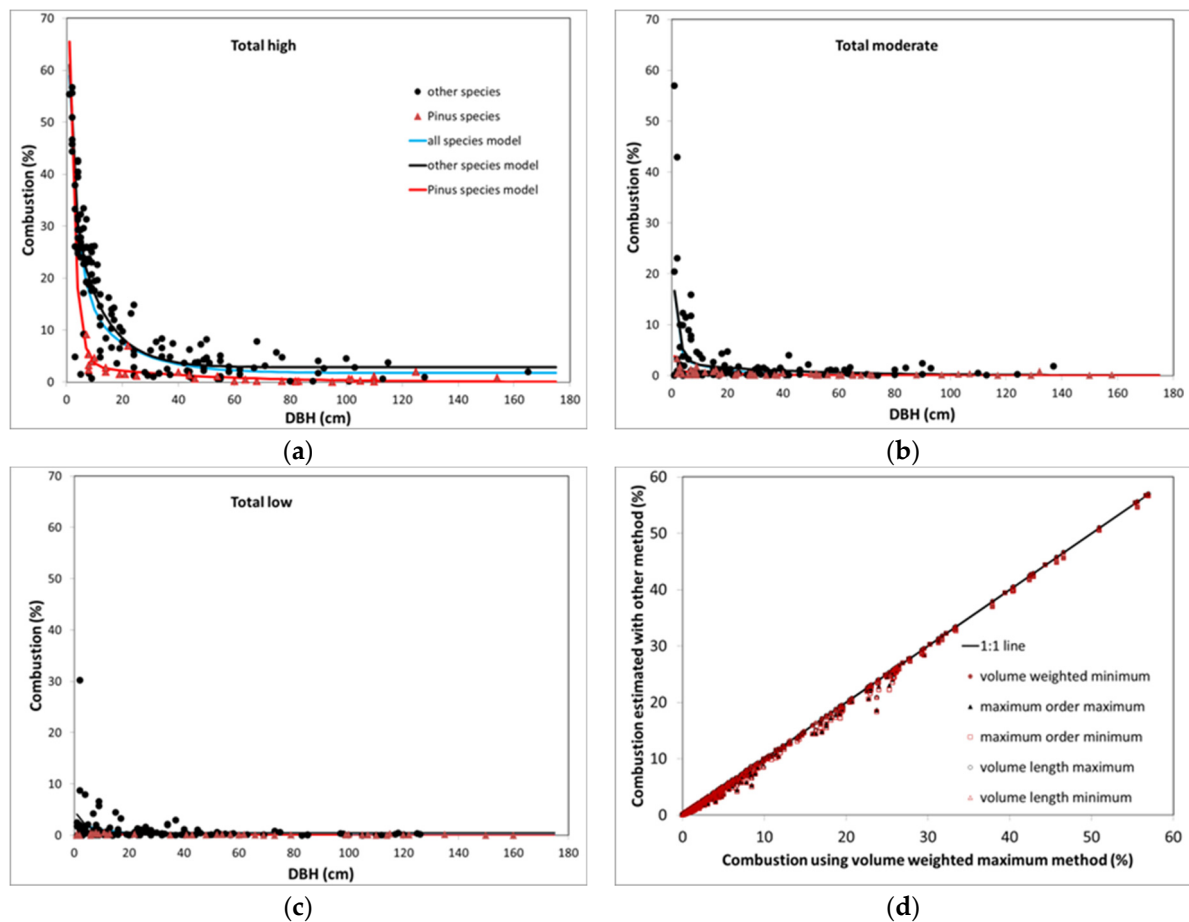 Total high
70
60
50
40
30
20
10
0
Combustion (%)
other species
Pinus species
all species model
other species model
Pinus species model
0 20 40 60 80 100 120 140 160 180
DBH (cm)
(a)
Total moderate
70
60
50
40
30
20
10
0
Combustion (%)
0 20 40 60 80 100 120 140 160 180
DBH (cm)
(b)
Total low
70
60
50
40
30
20
10
0
Combustion (%)
0 20 40 60 80 100 120 140 160 180
DBH (cm)
(c)
60
50
40
30
20
10
0
Combustion estimated with other method (%)
1:1 line
volume weighted minimum
maximum order maximum
maximum order minimum
volume length maximum
volume length minimum
0 10 20 30 40 50 60
Combustion using volume weighted maximum method (%)
(d)